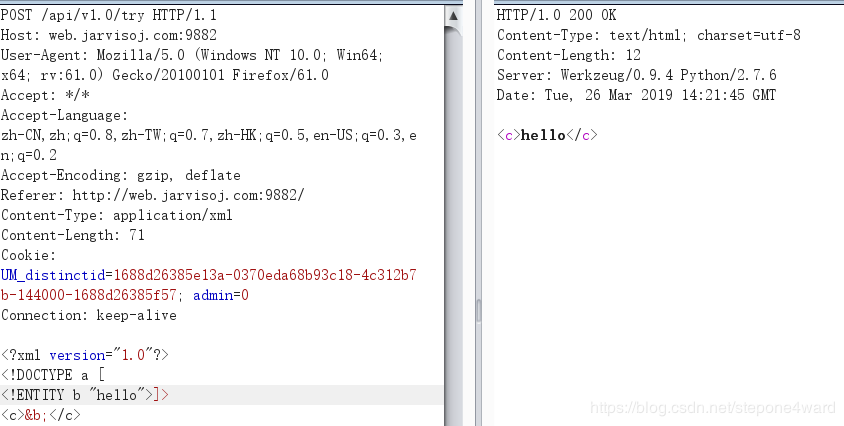 POST /api/v1.0/try HTTP/1.1
Host: web.jarvisoj.com:9882
User-Agent: Mozilla/5.0 (Windows NT 10.0; Win64;
x64; rv:61.0) Gecko/20100101 Firefox/61.0
Accept: */*
Accept-Language:
zh-CN,zh;q=0.8,zh-TW;q=0.7,zh-HK;q=0.5,en-US;q=0.3,e
n;q=0.2
Accept-Encoding: gzip, deflate
Referer: http://web.jarvisoj.com:9882/
Content-Type: application/xml
Content-Length: 71
Cookie:
UM_distinctid=1688d26385e13a-0370eda68b93c18-4c312b7
b-144000-1688d26385f57; admin=0
Connection: keep-alive
<?xml version="1.0"?>
<!DOCTYPE a [
<!ENTITY b "hello">]>
<c>&b;</c>
HTTP/1.0 200 OK
Content-Type: text/html; charset=utf-8
Content-Length: 12
Server: Werkzeug/0.9.4 Python/2.7.6
Date: Tue, 26 Mar 2019 14:21:45 GMT
<c>hello</c>
https://blog.csdn.net/stepone4ward